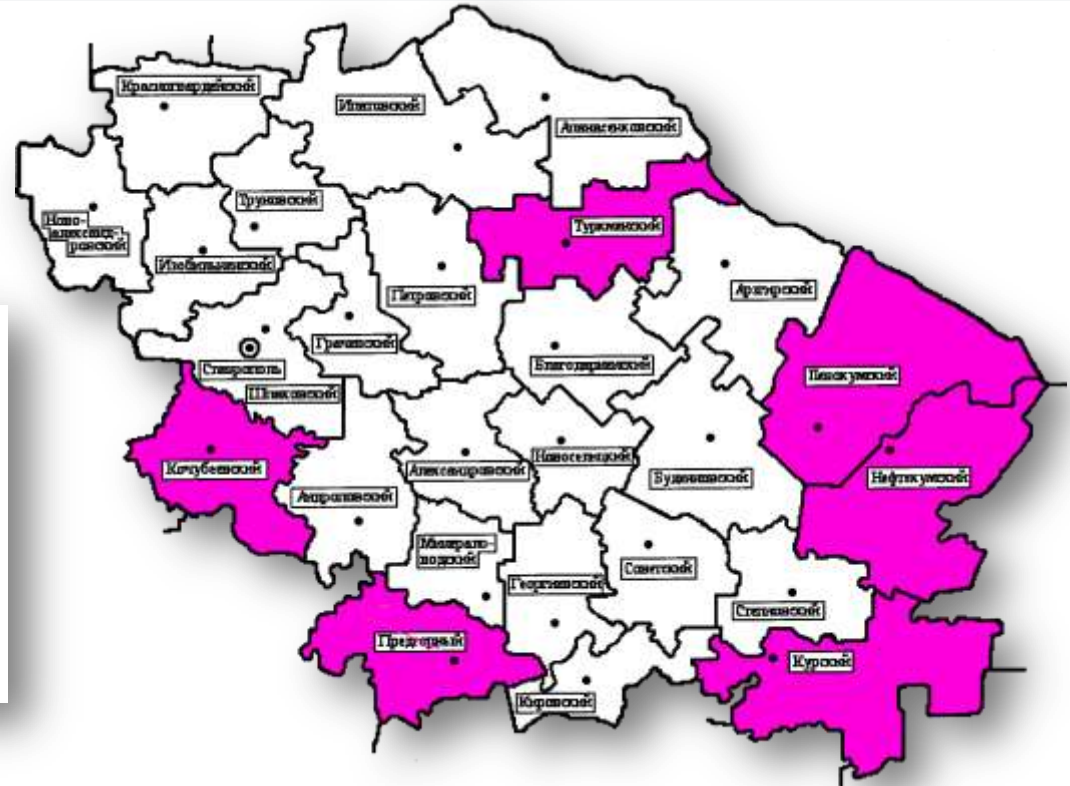 Красногвардейский
Ипатовский
Апанасенковский
Труновский
Ново-
александ-
ровский
Туркменский
Изобильненский
Петровский
Арзгирский
Грачевский
Ставрополь
Благодарненский
Шпаковский
Левокумский
Кочубеевский
Александровский
Новоселицкий
Буденновский
Нефтекумский
Андроповский
Минерало-
водский
Георгиевский
Советский
Степновский
Предгорный
Курский
Кировский